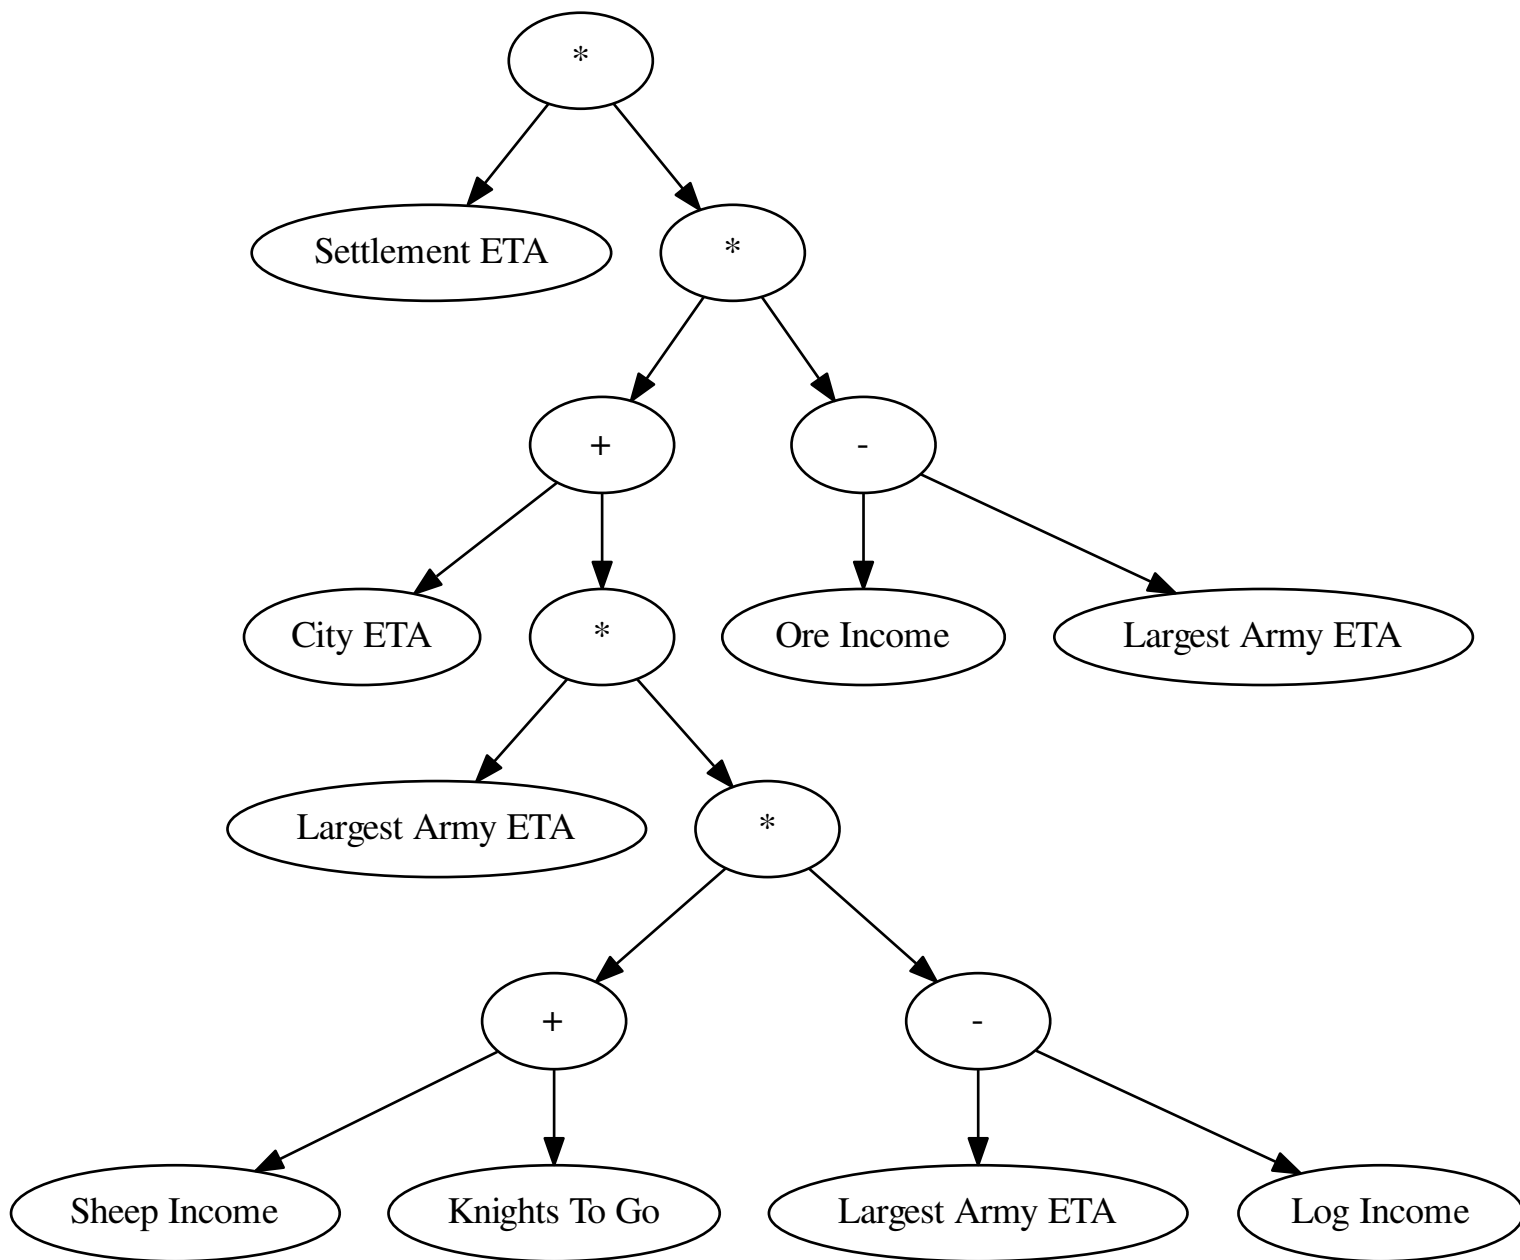 *
Settlement ETA
*
+
-
City ETA
*
Ore Income
Largest Army ETA
Largest Army ETA
*
+
-
Sheep Income
Knights To Go
Largest Army ETA
Log Income